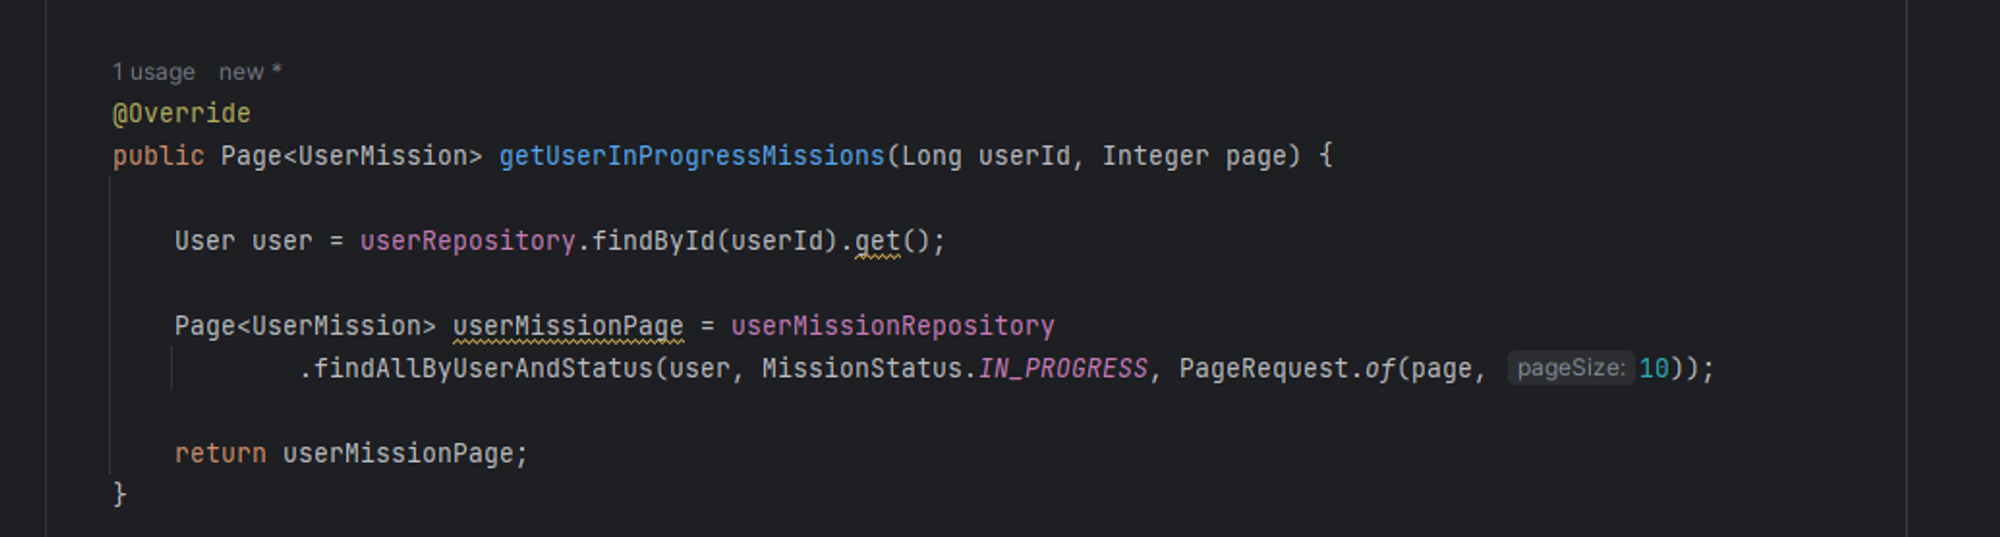 1 usage new *
@Override
public Page<UserMission> getUserInProgressMissions(Long userId, Integer page) {
User user = userRepository.findById(userId).get();
Page<UserMission> userMissionPage = userMissionRepository
.findAllByUserAndStatus(user, MissionStatus.IN_PROGRESS, PageRequest.of(page, pageSize: 10));
return userMissionPage;
}